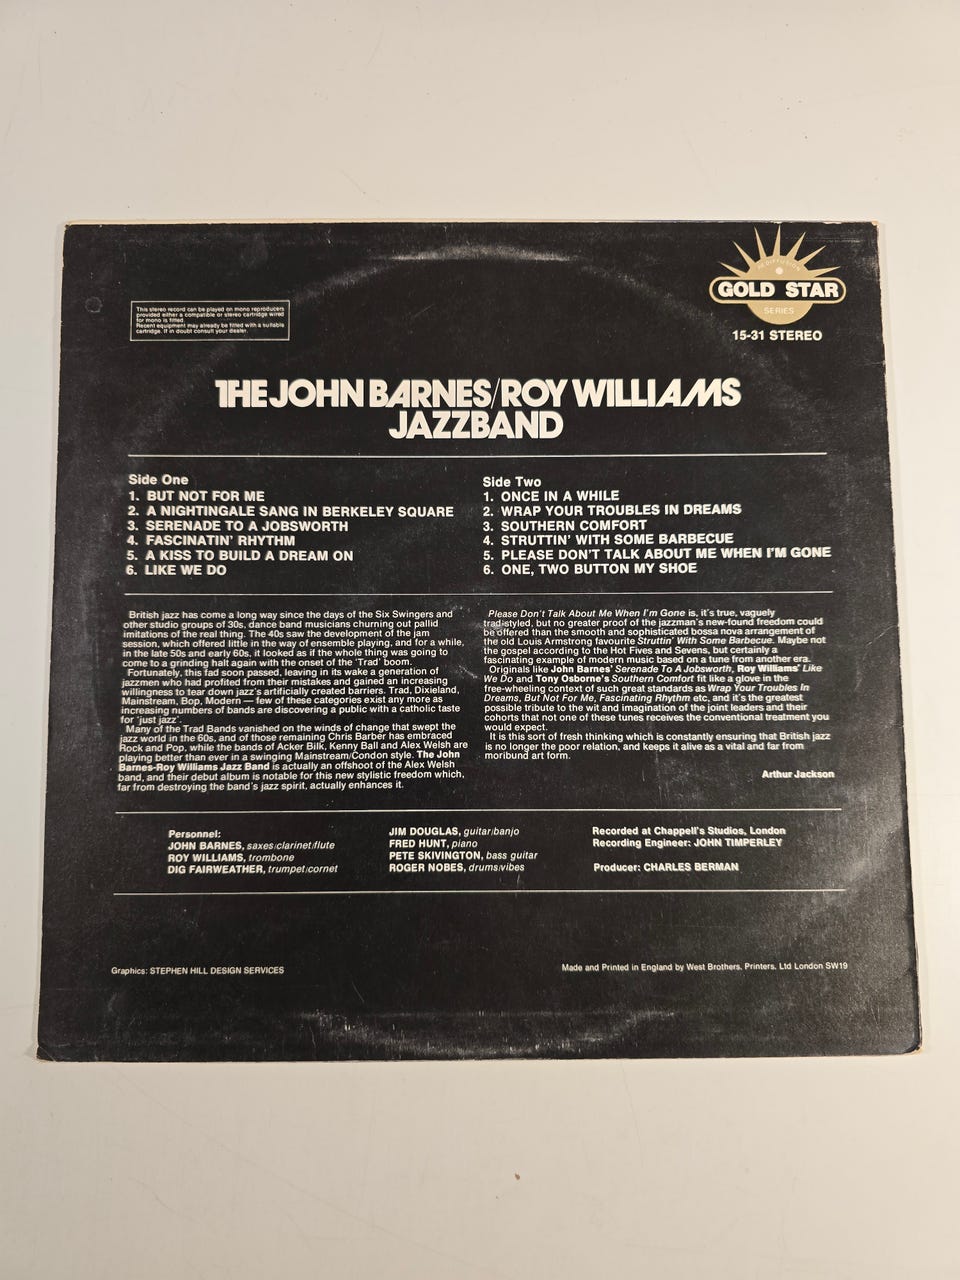 JB DIFFUSION
GOLD STAR
SERIES
15-31 STEREO
This stereo record can be played on mono reproducers
provided either a compatible or stereo cartridge wired
for mono is fitted.
Recent equipment may already be fitted with a suitable
cartridge. If in doubt consult your dealer.
THE JOHN BARNES/ROY WILLIAMS
JAZZBAND
Side One
1. BUT NOT FOR ME
2. A NIGHTINGALE SANG IN BERKELEY SQUARE
3. SERENADE TO A JOBSWORTH
4. FASCINATIN' RHYTHM
5. A KISS TO BUILD A DREAM ON
6. LIKE WE DO
Side Two
1. ONCE IN A WHILE
2. WRAP YOUR TROUBLES IN DREAMS
3. SOUTHERN COMFORT
4. STRUTTIN' WITH SOME BARBECUE
5. PLEASE DON'T TALK ABOUT ME WHEN I'M GONE
6. ONE, TWO BUTTON MY SHOE
British jazz has come a long way since the days of the Six Swingers and
other studio groups of 30s, dance band musicians churning out pallid
imitations of the real thing. The 40s saw the development of the jam
session, which offered little in the way of ensemble playing, and for a while,
in the late 50s and early 60s, it looked as if the whole thing was going to
come to a grinding halt again with the onset of the 'Trad' boom.
Fortunately, this fad soon passed, leaving in its wake a generation of
jazzmen who had profited from their mistakes and gained an increasing
willingness to tear down jazz's artificially created barriers. Trad, Dixieland,
Mainstream, Bop, Modern — few of these categories exist any more as
increasing numbers of bands are discovering a public with a catholic taste
for 'just jazz'.
Many of the Trad Bands vanished on the winds of change that swept the
jazz world in the 60s, and of those remaining Chris Barber has embraced
Rock and Pop, while the bands of Acker Bilk, Kenny Ball and Alex Welsh are
playing better than ever in a swinging Mainstream/Condon style. The John
Barnes-Roy Williams Jazz Band is actually an offshoot of the Alex Welsh
band, and their debut album is notable for this new stylistic freedom which,
far from destroying the band's jazz spirit, actually enhances it.
Please Don't Talk About Me When I'm Gone is, it's true, vaguely
trad-styled, but no greater proof of the jazzman's new-found freedom could
be offered than the smooth and sophisticated bossa nova arrangement of
the old Louis Armstrong favourite Struttin' With Some Barbecue. Maybe not
the gospel according to the Hot Fives and Sevens, but certainly a
fascinating example of modern music based on a tune from another era.
Originals like John Barnes' Serenade To A Jobsworth, Roy Williams' Like
We Do and Tony Osborne's Southern Comfort fit like a glove in the
free-wheeling context of such great standards as Wrap Your Troubles In
Dreams, But Not For Me, Fascinating Rhythm etc, and it's the greatest
possible tribute to the wit and imagination of the joint leaders and their
cohorts that not one of these tunes receives the conventional treatment you
would expect.
It is this sort of fresh thinking which is constantly ensuring that British jazz
is no longer the poor relation, and keeps it alive as a vital and far from
moribund art form.
Arthur Jackson
Personnel:
JOHN BARNES, saxes/clarinet/flute
ROY WILLIAMS, trombone
DIG FAIRWEATHER, trumpet/cornet
JIM DOUGLAS, guitar/banjo
FRED HUNT, piano
PETE SKIVINGTON, bass guitar
ROGER NOBES, drums/vibes
Recorded at Chappell's Studios, London
Recording Engineer: JOHN TIMPERLEY
Producer: CHARLES BERMAN
Graphics: STEPHEN HILL DESIGN SERVICES
Made and Printed in England by West Brothers, Printers, Ltd London SW19